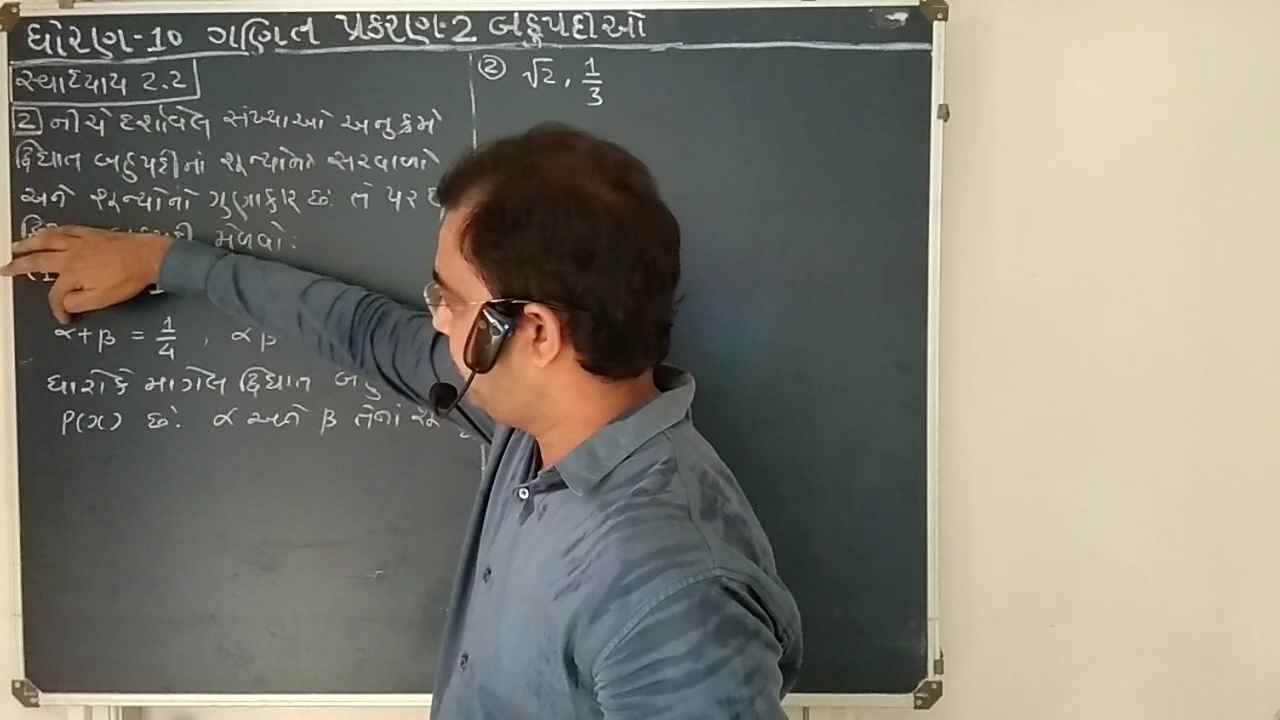 ધોરણ-10 ગણિત પ્રકરણ-2 બહુપદીઓ
સ્વાધ્યાય 2.2
2 નીચે દર્શાવેલ સંખ્યાઓ અનુક્રમે
દ્વિઘાત બહુપદીનાં શૂન્યોનો સરવાળો
અને શૂન્યોનો ગુણાકાર છે. તે પર
મેળવો:
α+β = 1/4 , αβ
ધારોકે માગેલ દ્વિઘાત
P(x) છે. α અને β તેનાં
② √2, 1/3